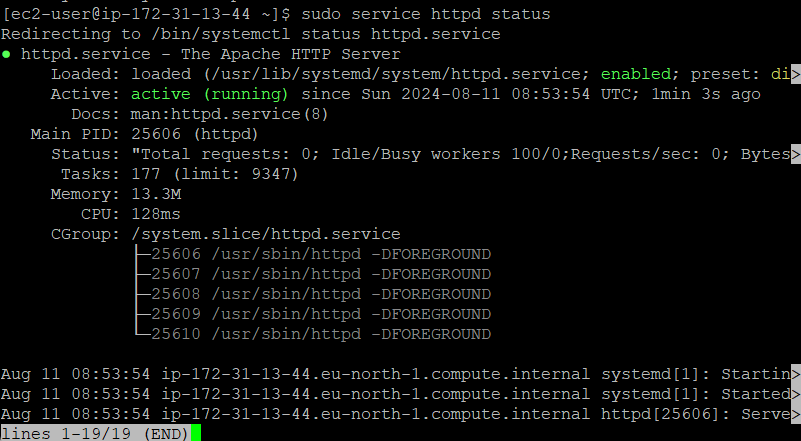 [ec2-user@ip-172-31-13-44 ~]$ sudo service httpd status
Redirecting to /bin/systemctl status httpd.service
● httpd.service - The Apache HTTP Server
     Loaded: loaded (/usr/lib/systemd/system/httpd.service; enabled; preset: di>
     Active: active (running) since Sun 2024-08-11 08:53:54 UTC; 1min 3s ago
       Docs: man:httpd.service(8)
   Main PID: 25606 (httpd)
     Status: "Total requests: 0; Idle/Busy workers 100/0;Requests/sec: 0; Bytes>
      Tasks: 177 (limit: 9347)
     Memory: 13.3M
        CPU: 128ms
     CGroup: /system.slice/httpd.service
             ├─25606 /usr/sbin/httpd -DFOREGROUND
             ├─25607 /usr/sbin/httpd -DFOREGROUND
             ├─25608 /usr/sbin/httpd -DFOREGROUND
             ├─25609 /usr/sbin/httpd -DFOREGROUND
             └─25610 /usr/sbin/httpd -DFOREGROUND

Aug 11 08:53:54 ip-172-31-13-44.eu-north-1.compute.internal systemd[1]: Startin>
Aug 11 08:53:54 ip-172-31-13-44.eu-north-1.compute.internal systemd[1]: Started>
Aug 11 08:53:54 ip-172-31-13-44.eu-north-1.compute.internal httpd[25606]: Serve>
lines 1-19/19 (END)